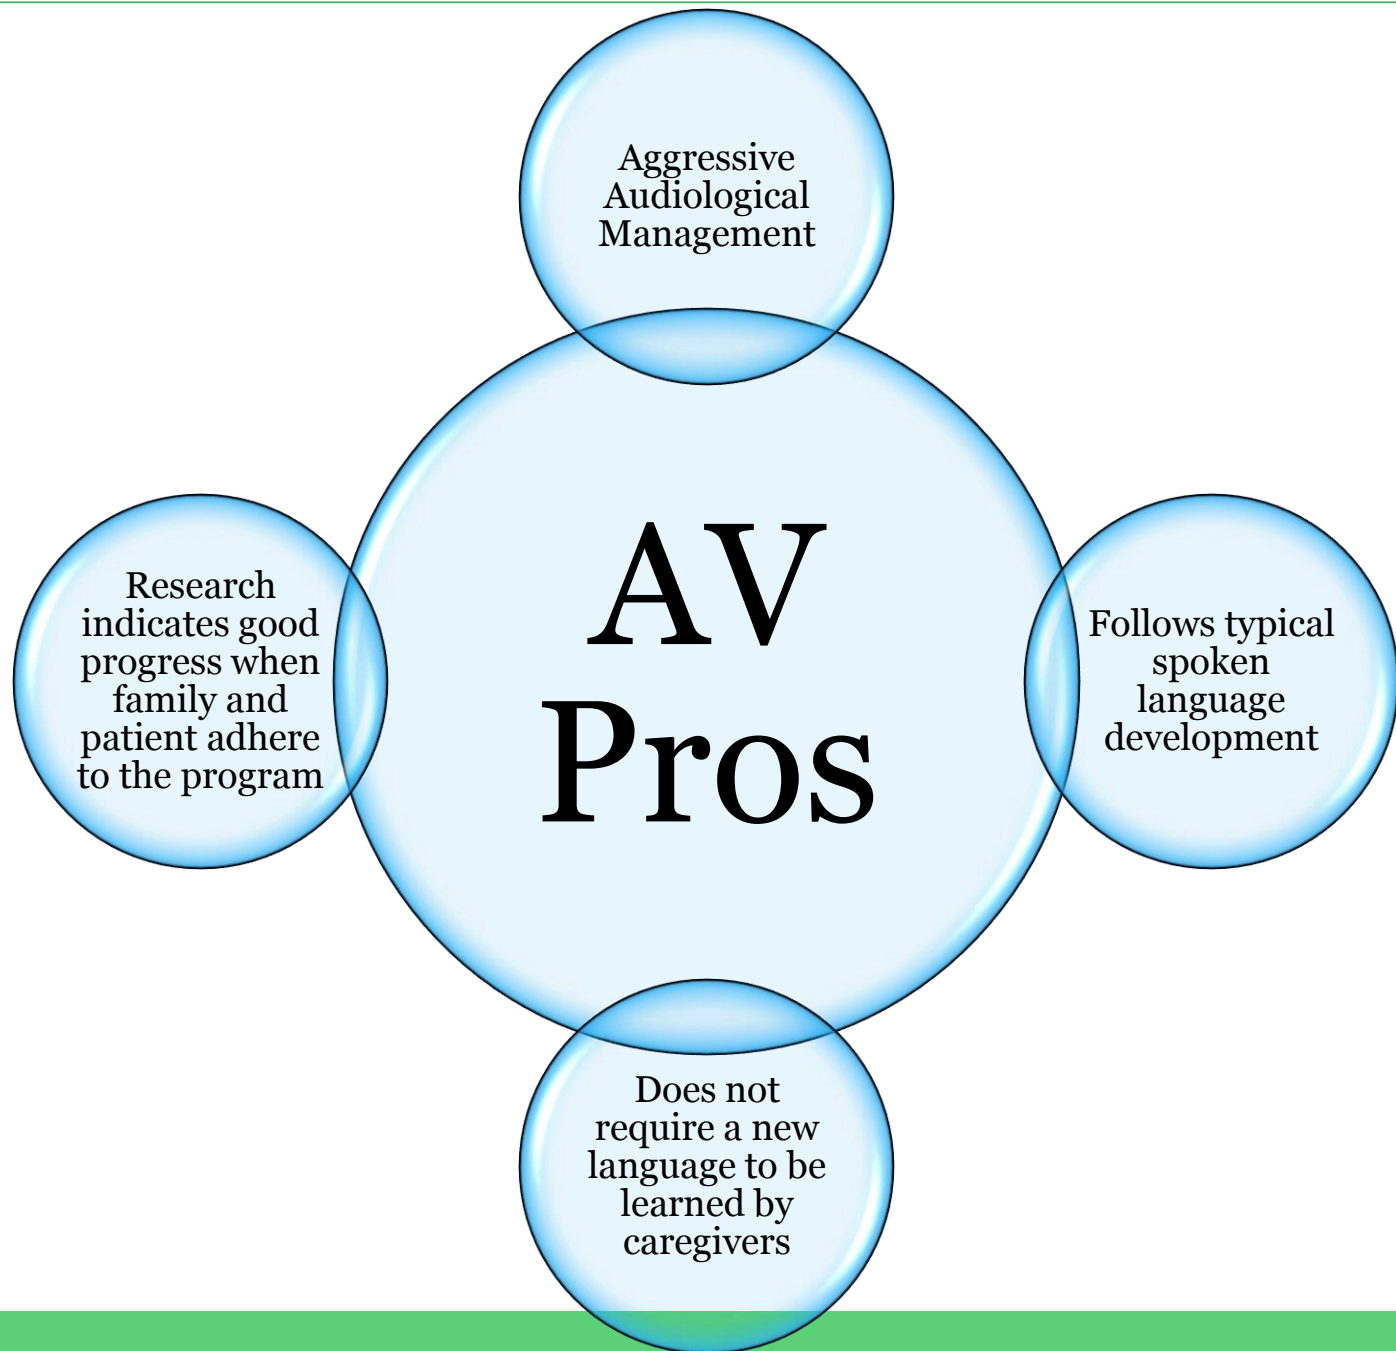 Aggressive
Audiological
Management
AV
Pros
Research
indicates good
progress when
family and
patient adhere
to the program
Follows typical
spoken
language
development
Does not
require a new
language to be
learned by
caregivers